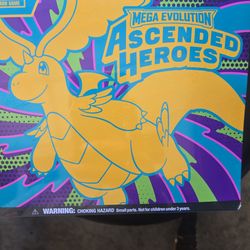 MEGA EVOLUTION
ASCENDED
HEROES
WARNING: CHOKING HAZARD Small parts. Not for children under 3 years.